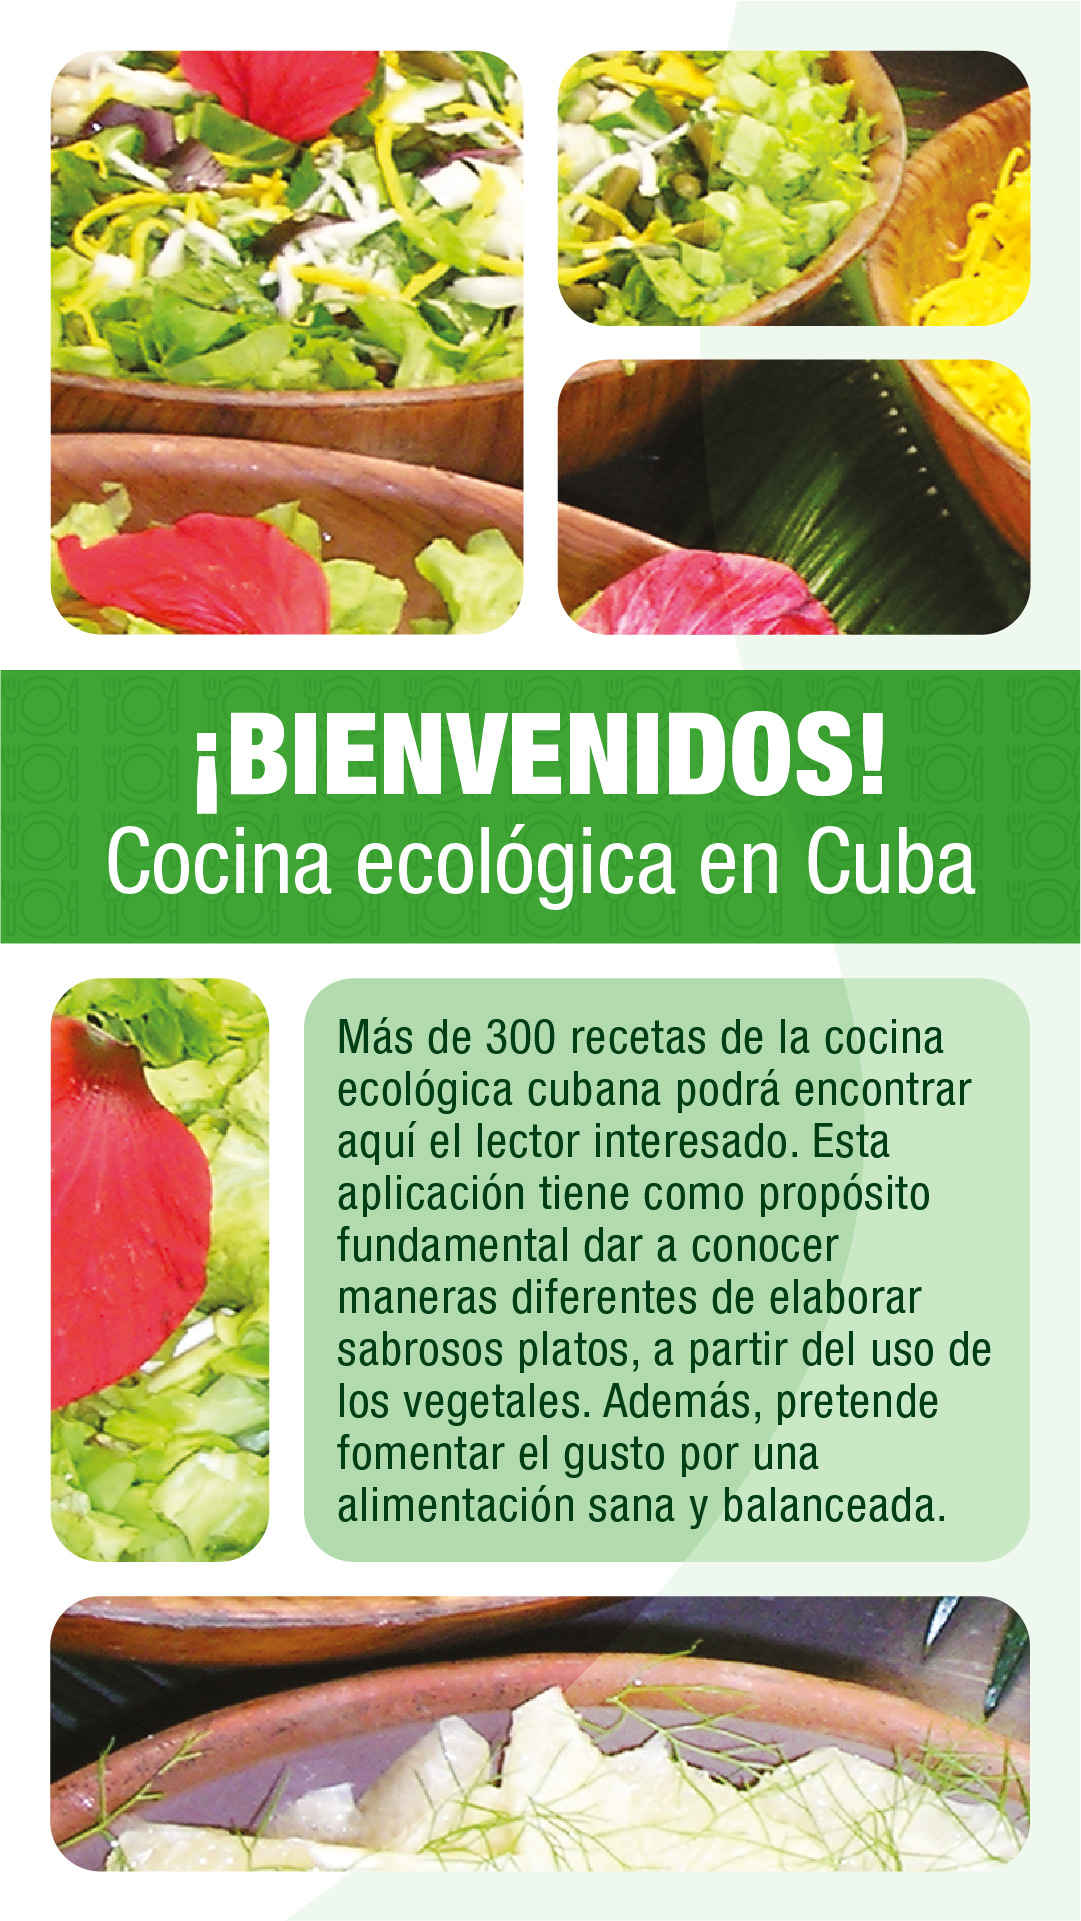 ¡BIENVENIDOS!
Cocina ecológica en Cuba
Más de 300 recetas de la cocina
ecológica cubana podrá encontrar
aquí el lector interesado. Esta
aplicación tiene como propósito
fundamental dar a conocer
maneras diferentes de elaborar
sabrosos platos, a partir del uso de
los vegetales. Además, pretende
fomentar el gusto por una
alimentación sana y balanceada.